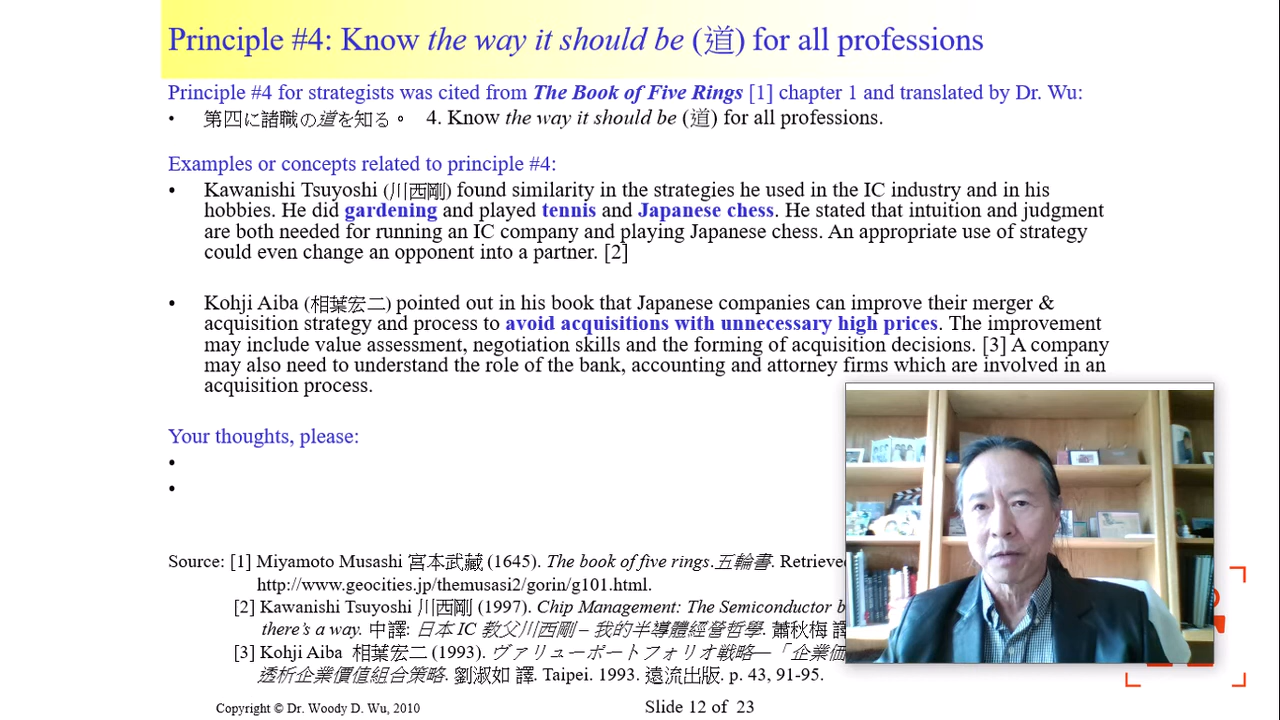 Principle #4: Know the way it should be (道) for all professions
Principle #4 for strategists was cited from The Book of Five Rings [1] chapter 1 and translated by Dr. Wu:
• 第四に諸職の道を知る。 4. Know the way it should be (道) for all professions.
Examples or concepts related to principle #4:
• Kawanishi Tsuyoshi (川西剛) found similarity in the strategies he used in the IC industry and in his
hobbies. He did gardening and played tennis and Japanese chess. He stated that intuition and judgment
are both needed for running an IC company and playing Japanese chess. An appropriate use of strategy
could even change an opponent into a partner. [2]
• Kohji Aiba (相葉宏二) pointed out in his book that Japanese companies can improve their merger &
acquisition strategy and process to avoid acquisitions with unnecessary high prices. The improvement
may include value assessment, negotiation skills and the forming of acquisition decisions. [3] A company
may also need to understand the role of the bank, accounting and attorney firms which are involved in an
acquisition process.
Your thoughts, please:
•
•
Source: [1] Miyamoto Musashi 宮本武藏 (1645). The book of five rings.五輪書.
http://www.geocities.jp/themusasi2/gorin/g101.html.
[2] Kawanishi Tsuyoshi 川西剛 (1997). Chip Management: The Semiconductor
there's a way. 中譯: 日本 IC 教父川西剛 – 我的半導體經營哲學. 蕭秋梅
[3] Kohji Aiba 相葉宏二 (1993). ヴァリューポートフォリオ戦略—「企業価
透析企業價值組合策略. 劉淑如 譯. Taipei. 1993. 遠流出版. p. 43, 91-95.
Copyright © Dr. Woody D. Wu, 2010
Slide 12 of 23